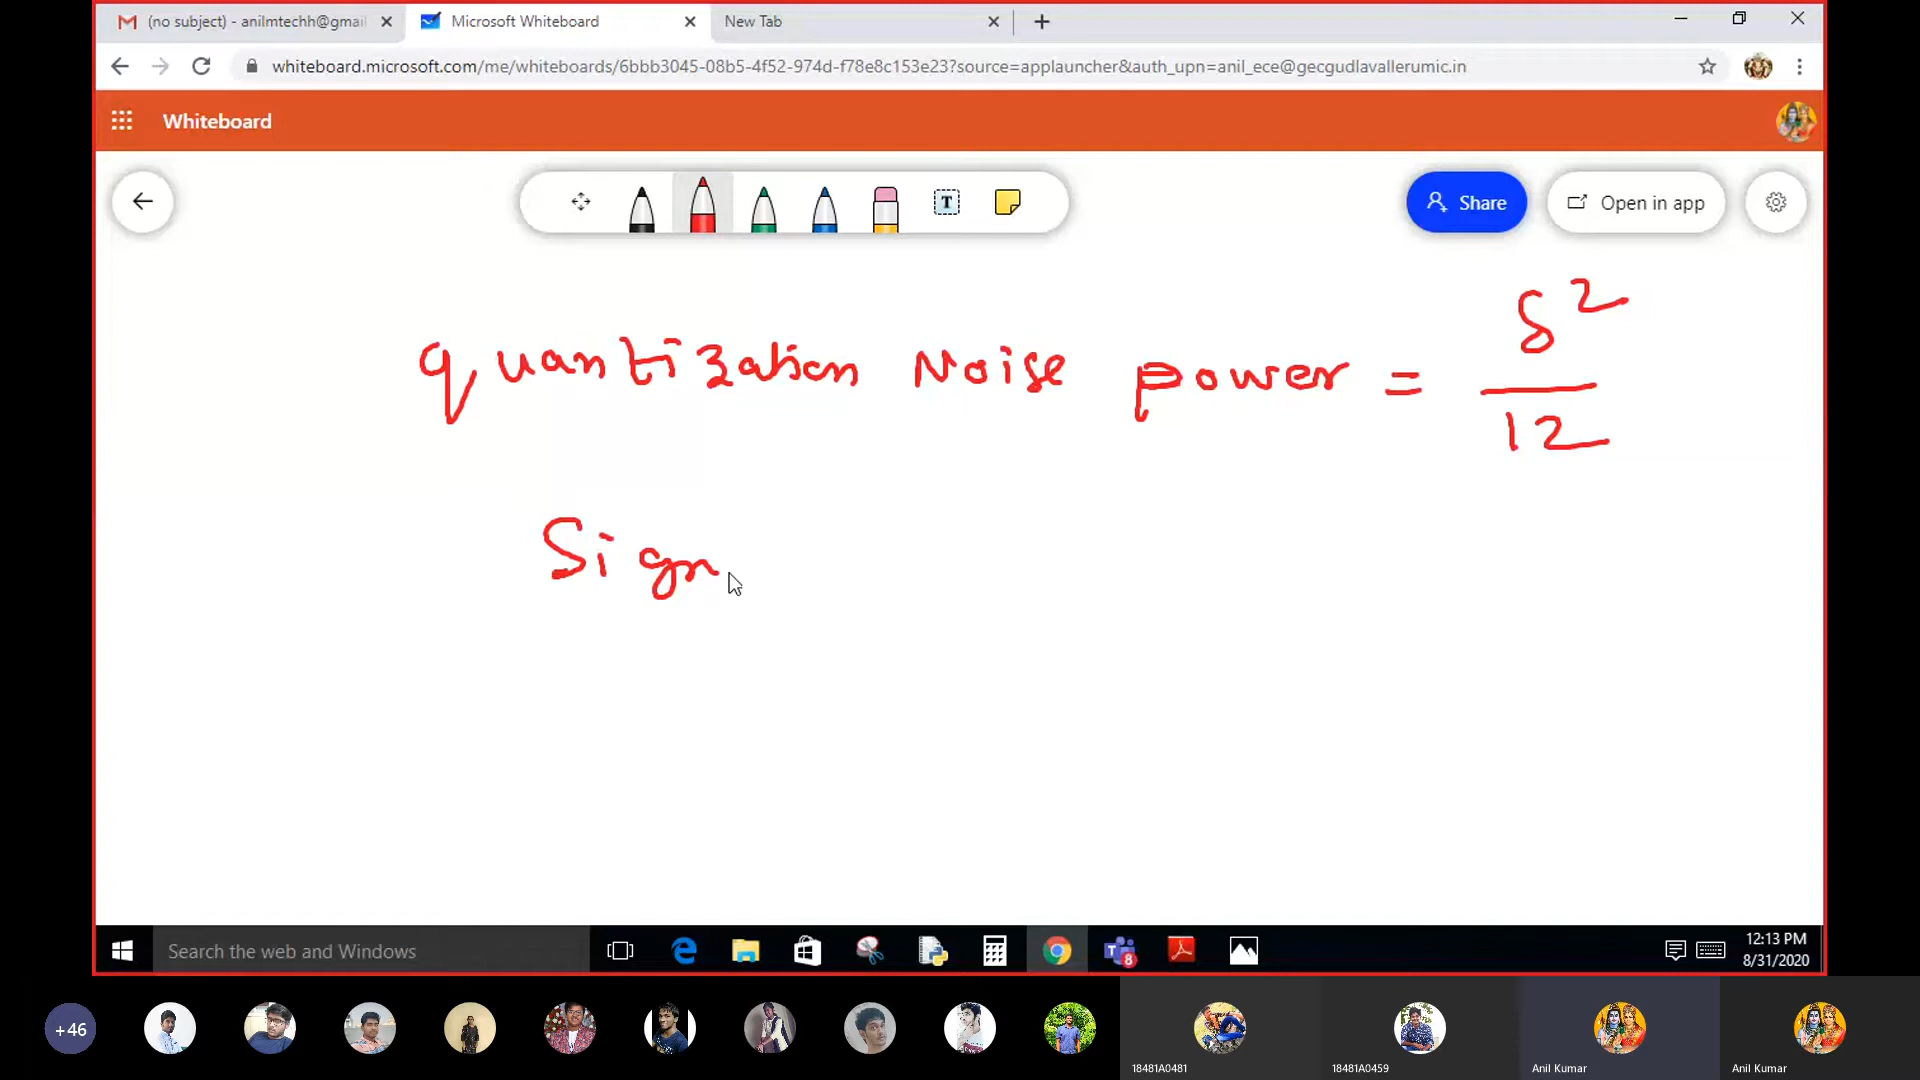 (no subject) - anilmtechh@gmai
Microsoft Whiteboard
New Tab
whiteboard.microsoft.com/me/whiteboards/6bbb3045-08b5-4f52-974d-f78e8c153e23?source=applauncher&auth_upn=anil_ece@gecgudlavallerumic.in
Whiteboard
T
Share
Open in app
quantization Noise power = δ²/12
Sign
Search the web and Windows
8
12:13 PM
8/31/2020
+46
18481A0481
18481A0459
Anil Kumar
Anil Kumar